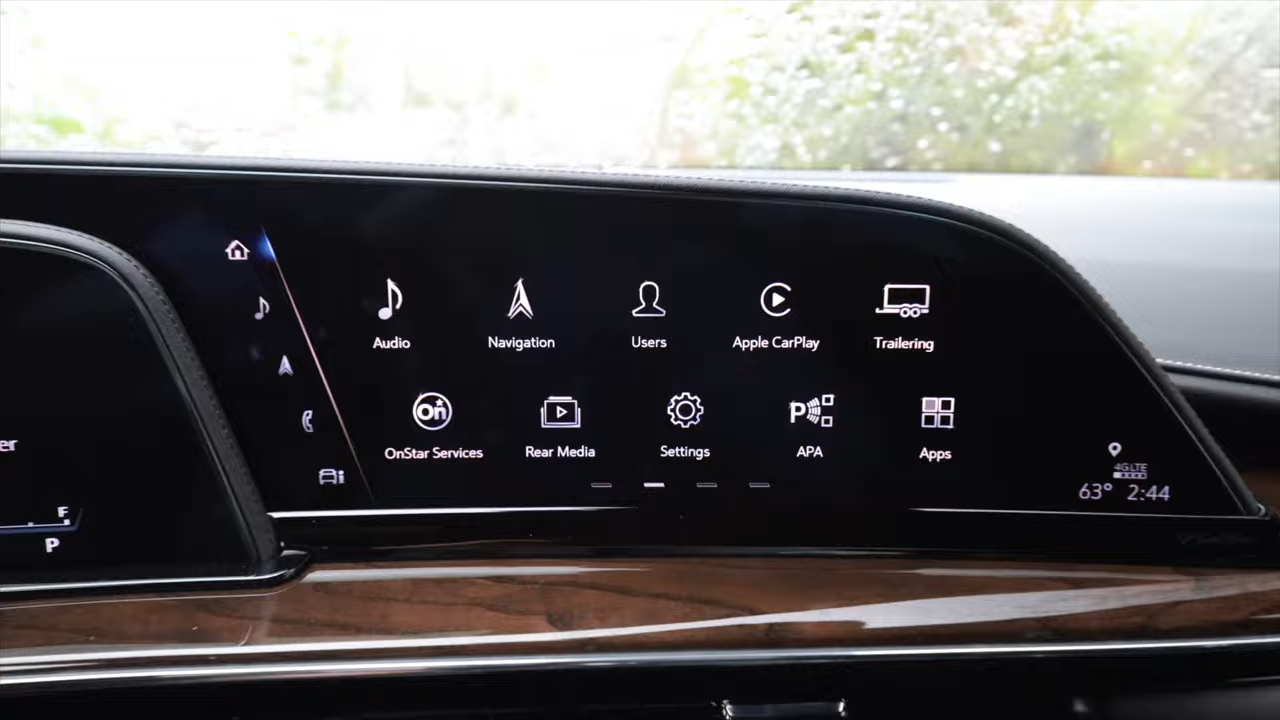 Audio
Navigation
Users
Apple CarPlay
Trailering
On
P
OnStar Services
Rear Media
Settings
APA
Apps
er
F
P
4G LTE
63° 2:44